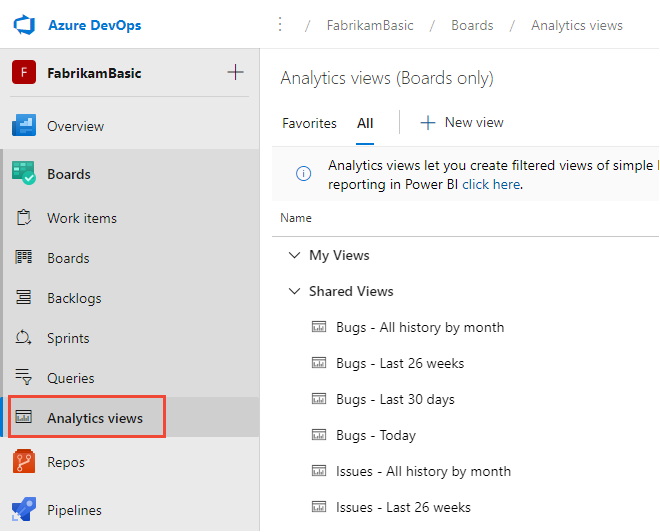 Azure DevOps
/ FabrikamBasic / Boards / Analytics views
F FabrikamBasic
Analytics views (Boards only)
Favorites All New view
Overview
Boards
Analytics views let you create filtered views of simple
reporting in Power BI click here.
Work items
Name
Boards
My Views
Backlogs
Shared Views
Sprints
Bugs - All history by month
Queries
Bugs - Last 26 weeks
Analytics views
Bugs - Last 30 days
Repos
Bugs - Today
Pipelines
Issues - All history by month
Issues - Last 26 weeks